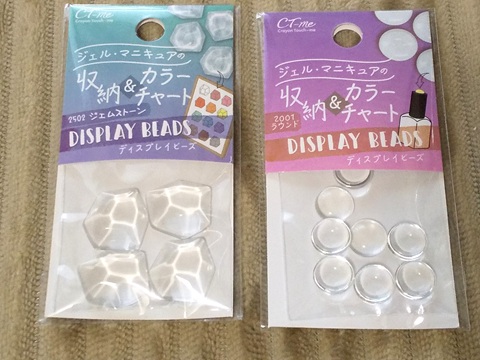 CT-me
ジェル・マニキュアの
収納&カラーチャート
2502 ジェムストーン
DISPLAY BEADS
ディスプレイビーズ
CT-me
ジェル・マニキュアの
収納&カラーチャート
2001 ラウンド
DISPLAY BEADS
ディスプレイビーズ